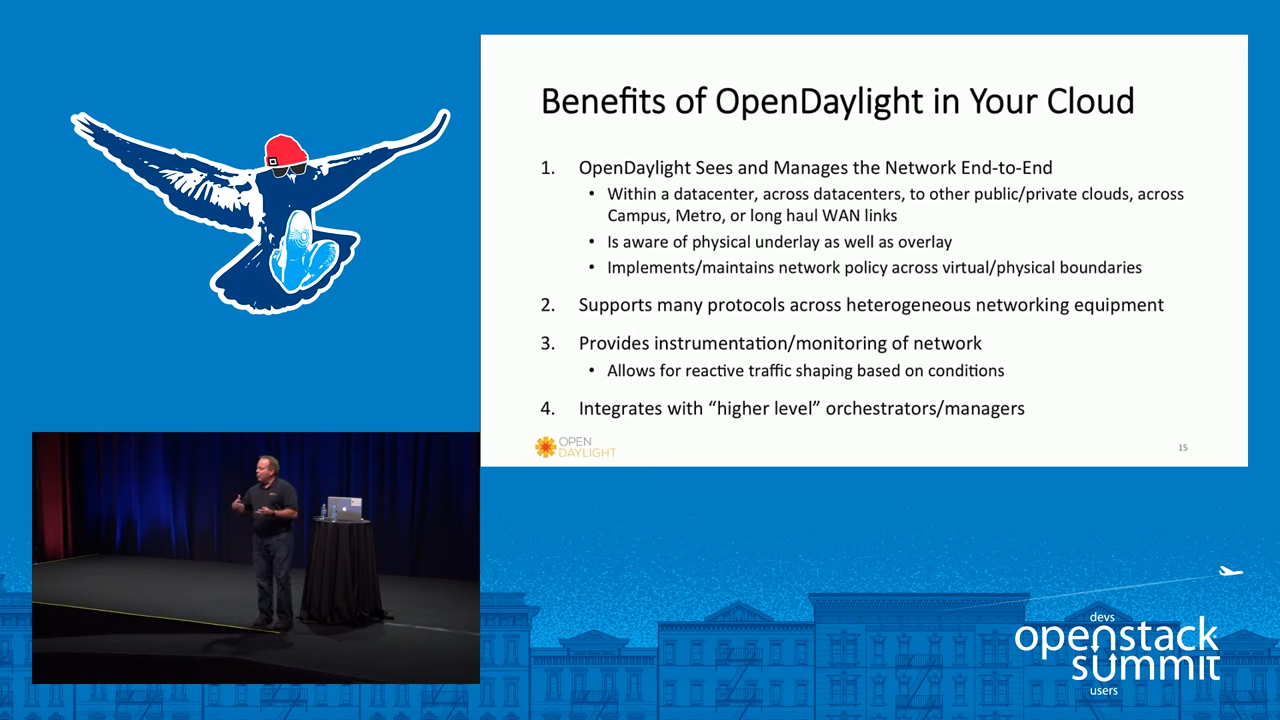 Benefits of OpenDaylight in Your Cloud
1. OpenDaylight Sees and Manages the Network End-to-End
• Within a datacenter, across datacenters, to other public/private clouds, across
Campus, Metro, or long haul WAN links
• Is aware of physical underlay as well as overlay
• Implements/maintains network policy across virtual/physical boundaries
2. Supports many protocols across heterogeneous networking equipment
3. Provides instrumentation/monitoring of network
• Allows for reactive traffic shaping based on conditions
4. Integrates with “higher level” orchestrators/managers
OPEN
DAYLIGHT
15
devs
openstack
summit
users